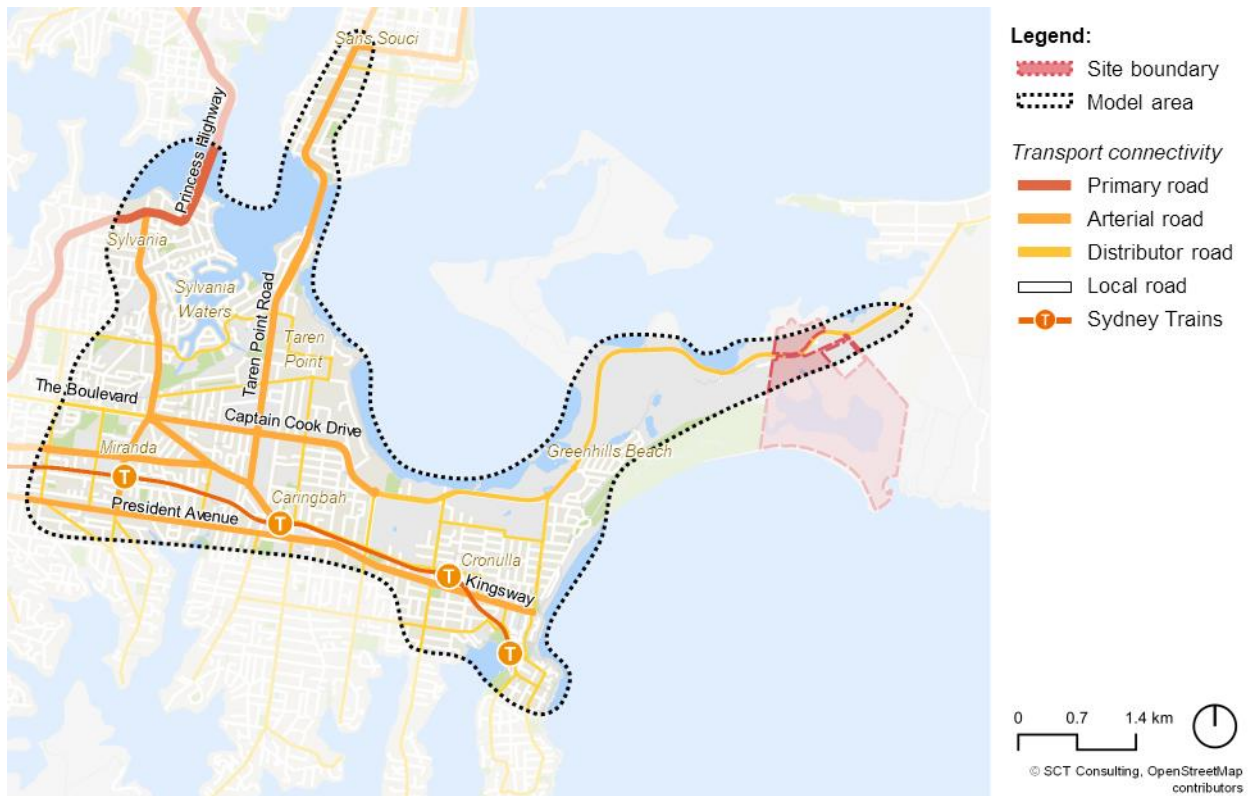 Sans Souci
Princess Highway
Sylvania
Sylvania
Waters
Taren Point Road
Taren
Point
The Boulevard
Captain Cook Drive
Miranda
Greenhills Beach
T
Caringbah
President Avenue
T
Cronulla
T
Kingsway
T
Legend:
Site boundary
Model area
Transport connectivity
Primary road
Arterial road
Distributor road
Local road
T
Sydney Trains
0 0.7 1.4 km
© SCT Consulting, OpenStreetMap
contributors